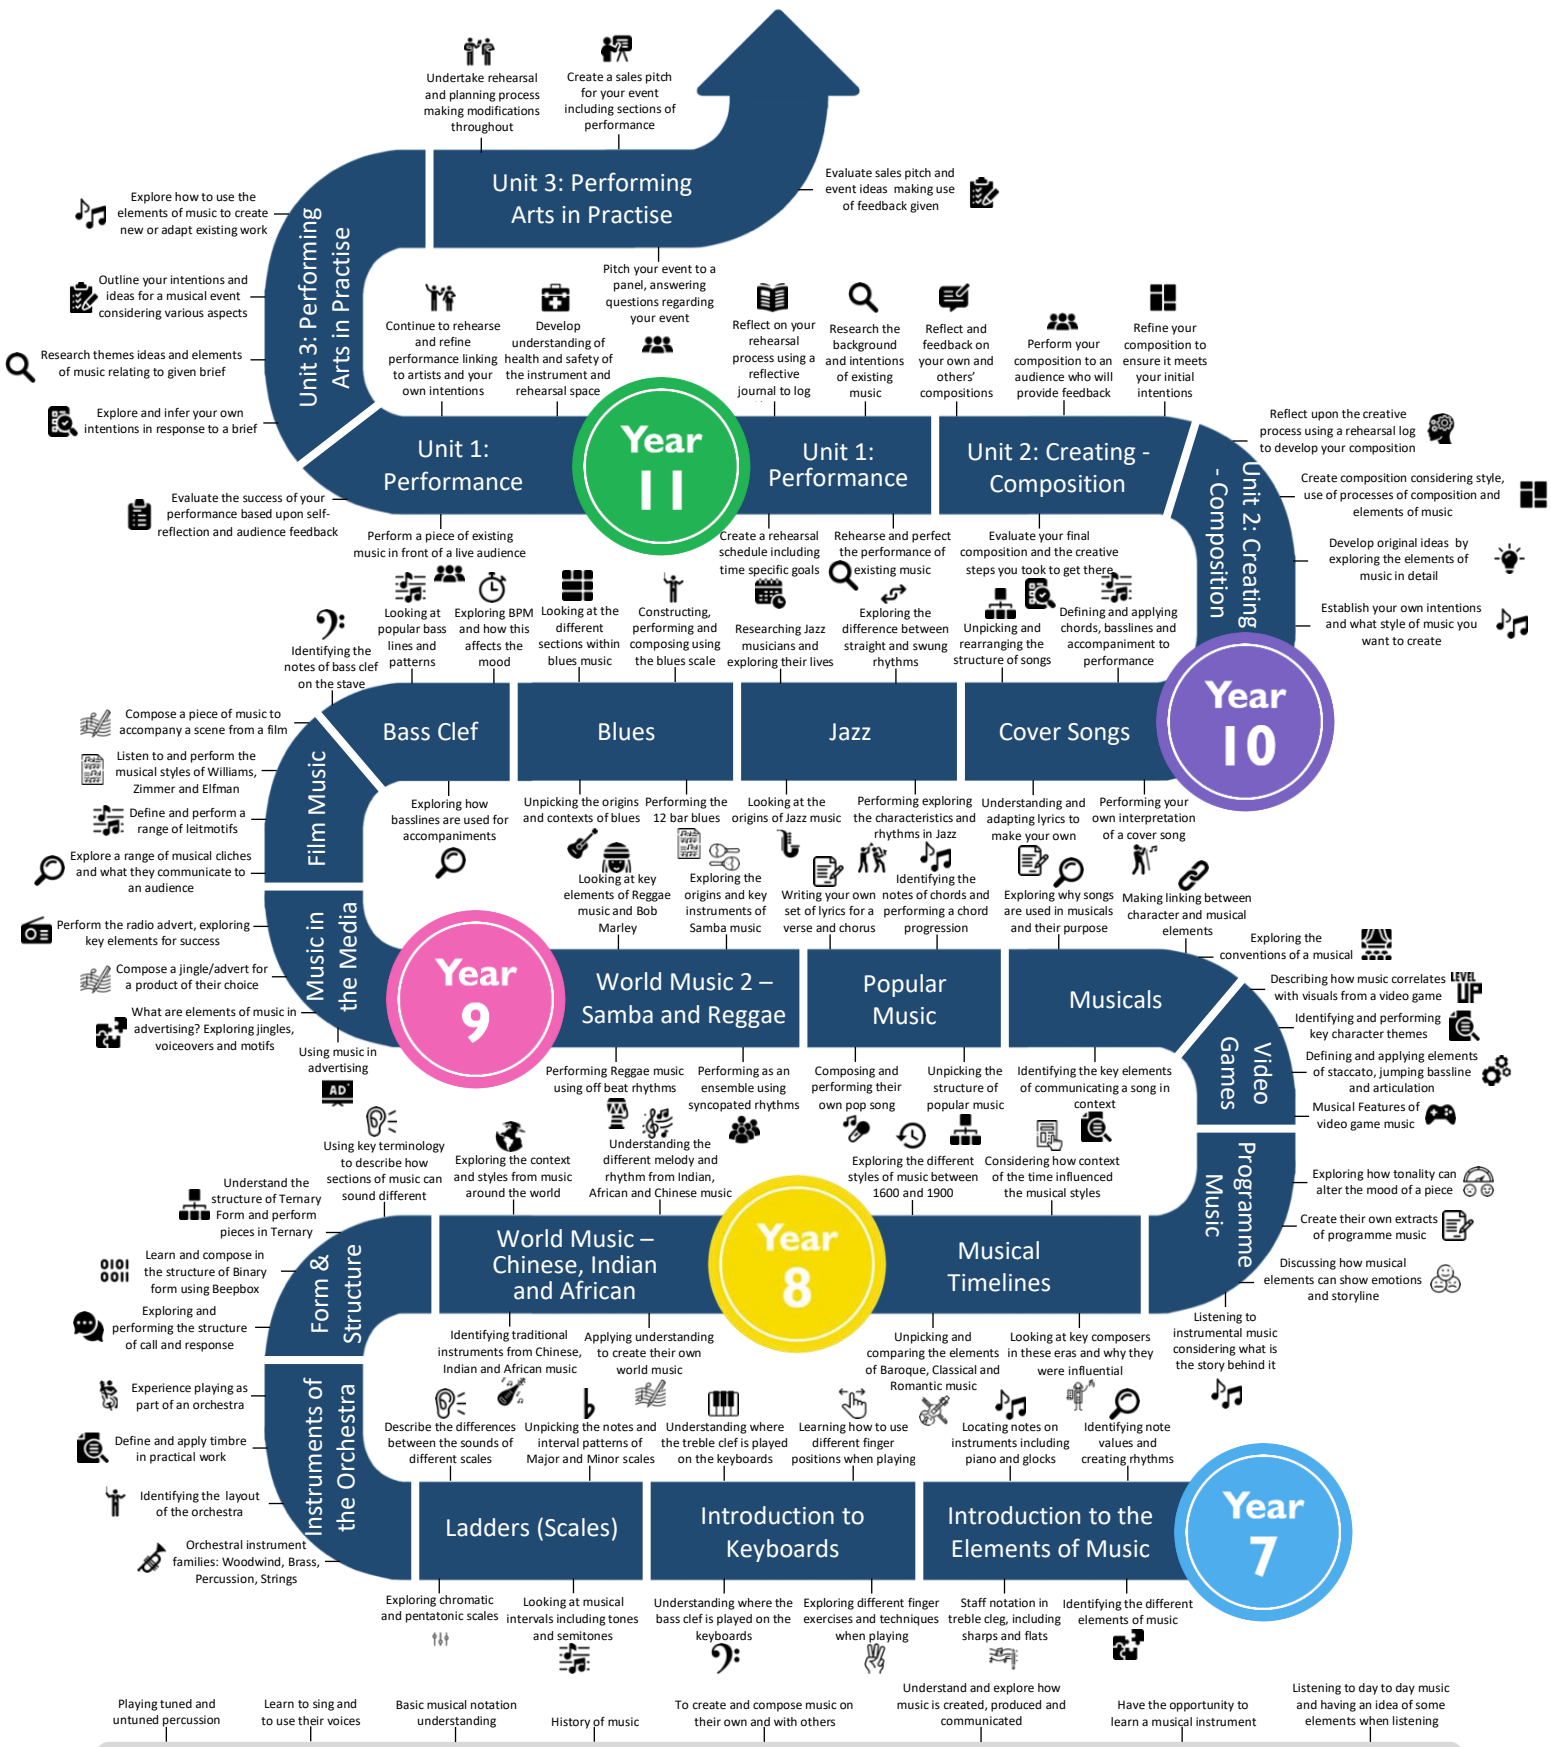 Undertake rehearsal
and planning process
making modifications
throughout
Create a sales pitch
for your event
including sections of
performance
Unit 3: Performing
Arts in Practise
Evaluate sales pitch and
event ideas  making use
of feedback given
Explore how to use the
elements of music to create
new or adapt existing work
Outline your intentions and
ideas for a musical event
considering various aspects
Research themes ideas and elements
of music relating to given brief
Explore and infer your own
intentions in response to a brief
Unit 3: Performing
Arts in Practise
Pitch your event to a
panel, answering
questions regarding
your event
Continue to rehearse
and refine
performance linking
to artists and your
own intentions
Develop
understanding of
health and safety of
the instrument and
rehearsal space
Reflect on your
rehearsal
process using a
reflective
journal to log
Research the
background
and intentions
of existing
music
Reflect and
feedback on
your own and
others'
compositions
Perform your
composition to an
audience who will
provide feedback
Refine your
composition to
ensure it meets
your initial
intentions
Unit 1:
Performance
Year
11
Unit 1:
Performance
Unit 2: Creating -
Composition
Unit 2: Creating
- Composition
Reflect upon the creative
process using a rehearsal log
to develop your composition
Create composition considering style,
use of processes of composition and
elements of music
Develop original ideas  by
exploring the elements of
music in detail
Establish your own intentions
and what style of music you
want to create
Evaluate the success of your
performance based upon self-
reflection and audience feedback
Perform a piece of existing
music in front of a live audience
Create a rehearsal
schedule including
time specific goals
Rehearse and perfect
the performance of
existing music
Evaluate your final
composition and the creative
steps you took to get there
Identifying the
notes of bass clef
on the stave
Looking at
popular bass
lines and
patterns
Exploring BPM
and how this
affects the
mood
Looking at the
different
sections within
blues music
Constructing,
performing and
composing using
the blues scale
Researching Jazz
musicians and
exploring their lives
Exploring the
difference between
straight and swung
rhythms
Unpicking and
rearranging the
structure of songs
Defining and applying
chords, basslines and
accompaniment to
performance
Bass Clef
Blues
Jazz
Cover Songs
Year
10
Compose a piece of music to
accompany a scene from a film
Listen to and perform the
musical styles of Williams,
Zimmer and Elfman
Define and perform a
range of leitmotifs
Explore a range of musical cliches
and what they communicate to
an audience
Film Music
Exploring how
basslines are used for
accompaniments
Unpicking the origins
and contexts of blues
Performing the
12 bar blues
Looking at the
origins of Jazz music
Performing exploring
the characteristics and
rhythms in Jazz
Understanding and
adapting lyrics to
make your own
Performing your
own interpretation
of a cover song
Perform the radio advert, exploring
key elements for success
Compose a jingle/advert for
a product of their choice
What are elements of music in
advertising? Exploring jingles,
voiceovers and motifs
Using music in
advertising
AD
Music in
the Media
Looking at key
elements of Reggae
music and Bob
Marley
Exploring the
origins and key
instruments of
Samba music
Writing your own
set of lyrics for a
verse and chorus
Identifying the
notes of chords and
performing a chord
progression
Exploring why songs
are used in musicals
and their purpose
Making linking between
character and musical
elements
Exploring the
conventions of a musical
Year
9
World Music 2 –
Samba and Reggae
Popular
Music
Musicals
Video
Games
Describing how music correlates
with visuals from a video game
LEVEL
UP
Identifying and performing
key character themes
Defining and applying elements
of staccato, jumping bassline
and articulation
Musical Features of
video game music
Performing Reggae music
using off beat rhythms
Performing as an
ensemble using
syncopated rhythms
Composing and
performing their
own pop song
Unpicking the
structure of
popular music
Identifying the key elements
of communicating a song in
context
Understand the
structure of Ternary
Form and perform
pieces in Ternary
Using key terminology
to describe how
sections of music can
sound different
Exploring the context
and styles from music
around the world
Understanding the
different melody and
rhythm from Indian,
African and Chinese music
Exploring the different
styles of music between
1600 and 1900
Considering how context
of the time influenced
the musical styles
Programme
Music
Exploring how tonality can
alter the mood of a piece
Create their own extracts
of programme music
Discussing how musical
elements can show emotions
and storyline
Listening to
instrumental music
considering what is
the story behind it
World Music –
Chinese, Indian
and African
Year
8
Musical
Timelines
0101
0011
Learn and compose in
the structure of Binary
form using Beepbox
Exploring and
performing the structure
of call and response
Form &
Structure
Identifying traditional
instruments from Chinese,
Indian and African music
Applying understanding
to create their own
world music
Unpicking and
comparing the elements
of Baroque, Classical and
Romantic music
Looking at key composers
in these eras and why they
were influential
Experience playing as
part of an orchestra
Define and apply timbre
in practical work
Identifying the  layout
of the orchestra
Orchestral instrument
families: Woodwind, Brass,
Percussion, Strings
Instruments of
the Orchestra
Describe the differences
between the sounds of
different scales
Unpicking the notes and
interval patterns of
Major and Minor scales
Understanding where
the treble clef is played
on the keyboards
Learning how to use
different finger
positions when playing
Locating notes on
instruments including
piano and glocks
Identifying note
values and
creating rhythms
Ladders (Scales)
Introduction to
Keyboards
Introduction to the
Elements of Music
Year
7
Exploring chromatic
and pentatonic scales
Looking at musical
intervals including tones
and semitones
Understanding where the
bass clef is played on the
keyboards
Exploring different finger
exercises and techniques
when playing
Staff notation in
treble cleg, including
sharps and flats
Identifying the different
elements of music
Playing tuned and
untuned percussion
Learn to sing and
to use their voices
Basic musical notation
understanding
History of music
To create and compose music on
their own and with others
Understand and explore how
music is created, produced and
communicated
Have the opportunity to
learn a musical instrument
Listening to day to day music
and having an idea of some
elements when listening